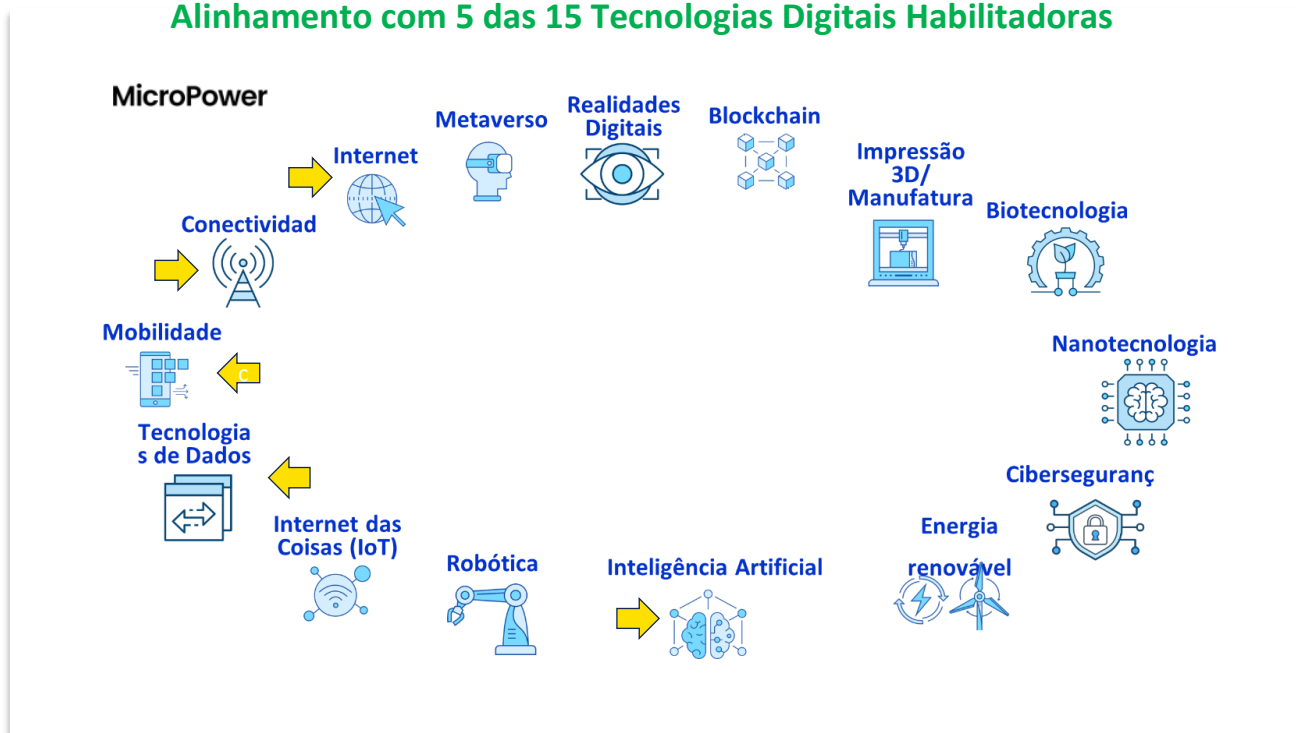 Alinhamento com 5 das 15 Tecnologias Digitais Habilitadoras
MicroPower
Metaverso
Realidades
Digitais
Blockchain
Internet
Impressão
3D/
Manufatura
Conectividad
Biotecnologia
Mobilidade
C
Nanotecnologia
Tecnologia
s de Dados
Ciberseguranç
Internet das
Coisas (IoT)
Robótica
Inteligência Artificial
Energia
renovável